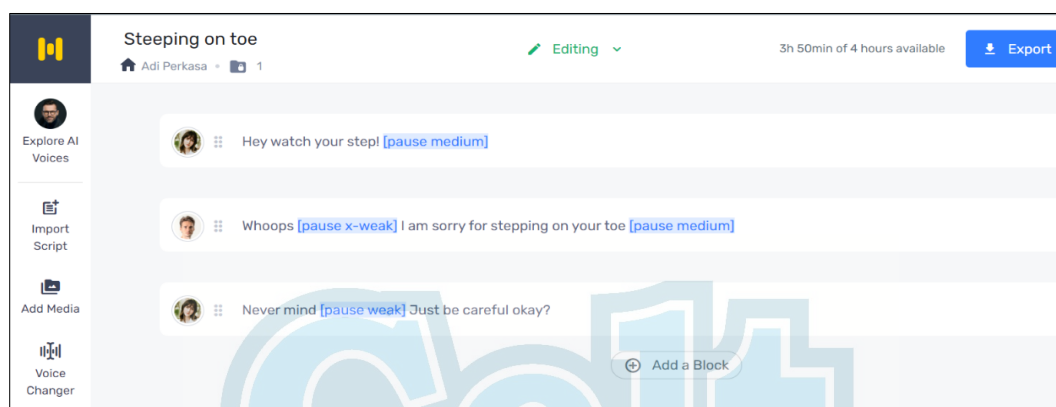 Steeping on toe
Editing
3h 50min of 4 hours available
Export
Adi Perkasa
1
Explore AI
Voices
Hey watch your step! [pause medium]
Import
Script
Whoops [pause x-weak] I am sorry for stepping on your toe [pause medium]
Add Media
Never mind [pause weak] Just be careful okay?
Add a Block
Voice
Changer